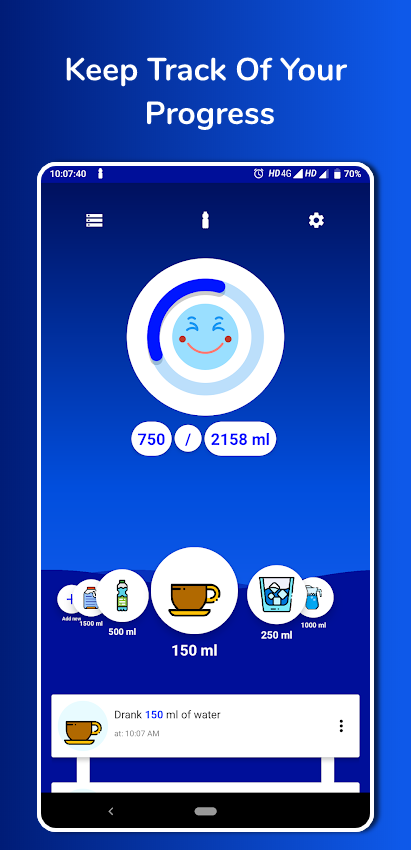 Keep Track Of Your
Progress
10:07:40 HD 4G HD 70%
750 / 2158 ml
Add new
1500 ml
500 ml
150 ml
250 ml
1000 ml
Drank 150 ml of water
at: 10:07 AM